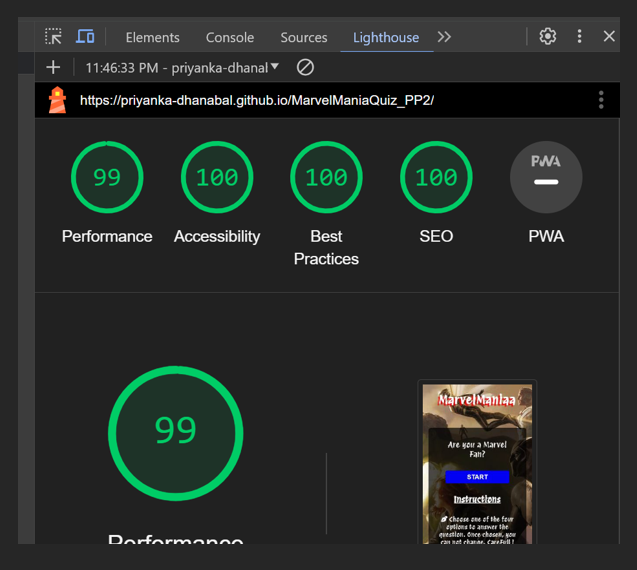 Elements Console Sources Lighthouse
11:46:33 PM - priyanka-dhanal
https://priyanka-dhanabal.github.io/MarvelManiaQuiz_PP2/
99 100 100 100 PWA
Performance Accessibility Best Practices SEO PWA
99
Performance
MarvelManiaa
Are you a Marvel
Fan?
START
Instructions
Choose one of the four
options to answer the
question. Once chosen, you
can not change. CareFull !